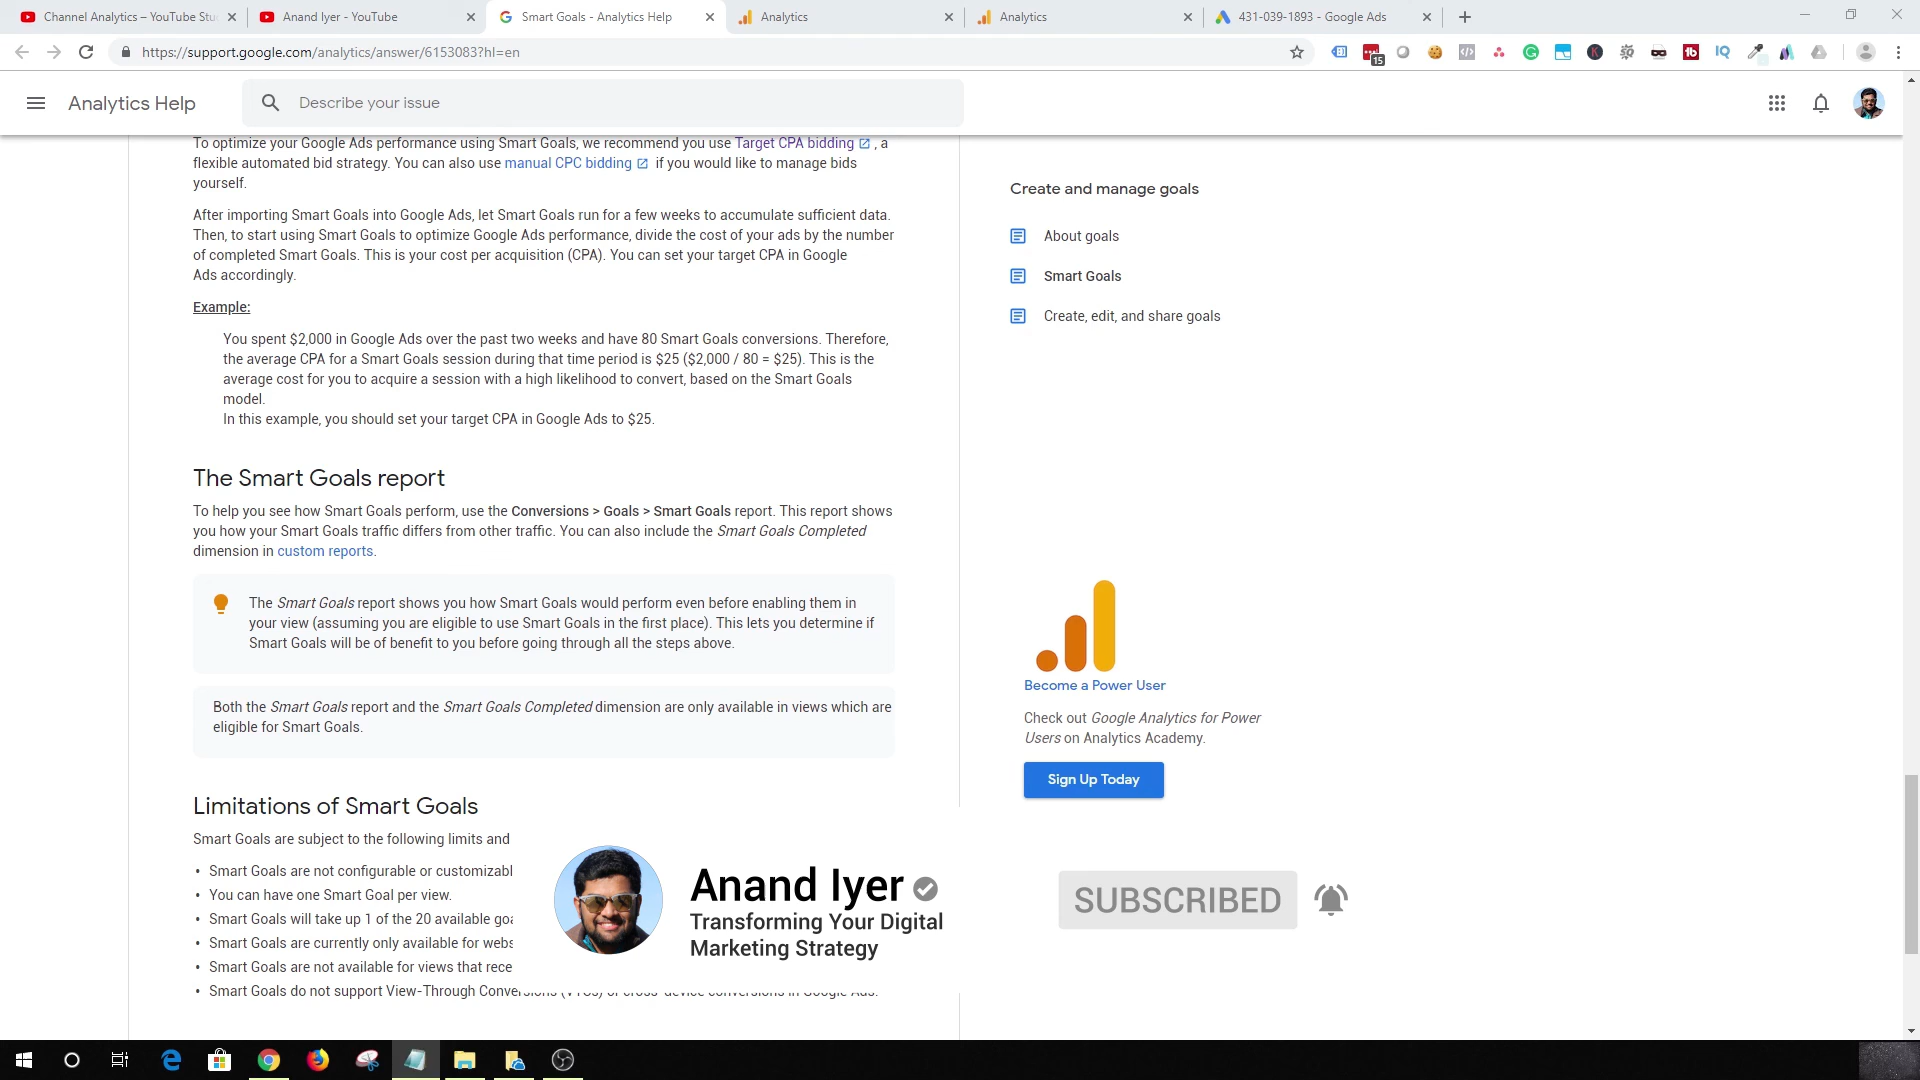 Channel Analytics – YouTube Stu
Anand Iyer - YouTube
Smart Goals - Analytics Help
Analytics
Analytics
431-039-1893 - Google Ads
https://support.google.com/analytics/answer/6153083?hl=en
15
Analytics Help
Describe your issue
To optimize your Google Ads performance using Smart Goals, we recommend you use Target CPA bidding , a
flexible automated bid strategy. You can also use manual CPC bidding if you would like to manage bids
yourself.
After importing Smart Goals into Google Ads, let Smart Goals run for a few weeks to accumulate sufficient data.
Then, to start using Smart Goals to optimize Google Ads performance, divide the cost of your ads by the number
of completed Smart Goals. This is your cost per acquisition (CPA). You can set your target CPA in Google
Ads accordingly.
Example:
You spent $2,000 in Google Ads over the past two weeks and have 80 Smart Goals conversions. Therefore,
the average CPA for a Smart Goals session during that time period is $25 ($2,000 / 80 = $25). This is the
average cost for you to acquire a session with a high likelihood to convert, based on the Smart Goals
model.
In this example, you should set your target CPA in Google Ads to $25.
The Smart Goals report
To help you see how Smart Goals perform, use the Conversions > Goals > Smart Goals report. This report shows
you how your Smart Goals traffic differs from other traffic. You can also include the Smart Goals Completed
dimension in custom reports.
The Smart Goals report shows you how Smart Goals would perform even before enabling them in
your view (assuming you are eligible to use Smart Goals in the first place). This lets you determine if
Smart Goals will be of benefit to you before going through all the steps above.
Both the Smart Goals report and the Smart Goals Completed dimension are only available in views which are
eligible for Smart Goals.
Limitations of Smart Goals
Smart Goals are subject to the following limits and
• Smart Goals are not configurable or customizabl
• You can have one Smart Goal per view.
• Smart Goals will take up 1 of the 20 available goa
• Smart Goals are currently only available for webs
• Smart Goals are not available for views that rece
• Smart Goals do not support View-Through
Create and manage goals
About goals
Smart Goals
Create, edit, and share goals
Become a Power User
Check out Google Analytics for Power
Users on Analytics Academy.
Sign Up Today
Anand Iyer
Transforming Your Digital
Marketing Strategy
SUBSCRIBED